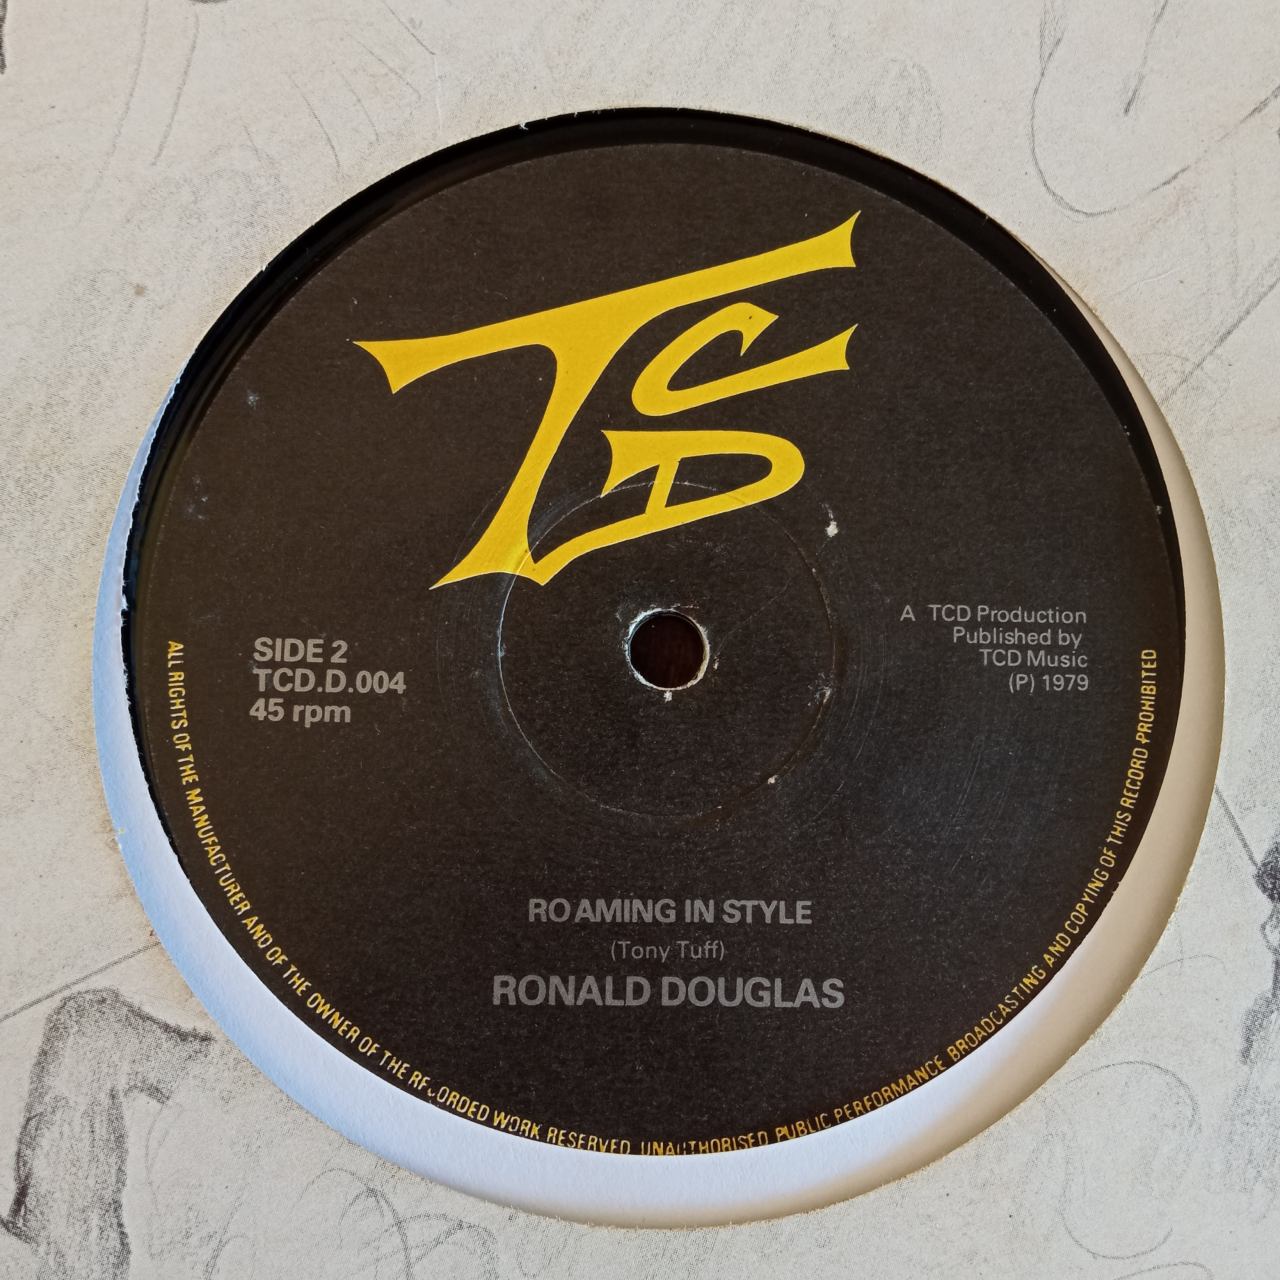 TCD
SIDE 2
TCD.D.004
45 rpm
A TCD Production
Published by
TCD Music
(P) 1979
ROAMING IN STYLE
(Tony Tuff)
RONALD DOUGLAS
ALL RIGHTS OF THE MANUFACTURER AND OF THE OWNER OF THE RECORDED WORK RESERVED UNAUTHORISED PUBLIC PERFORMANCE BROADCASTING AND COPYING OF THIS RECORD PROHIBITED